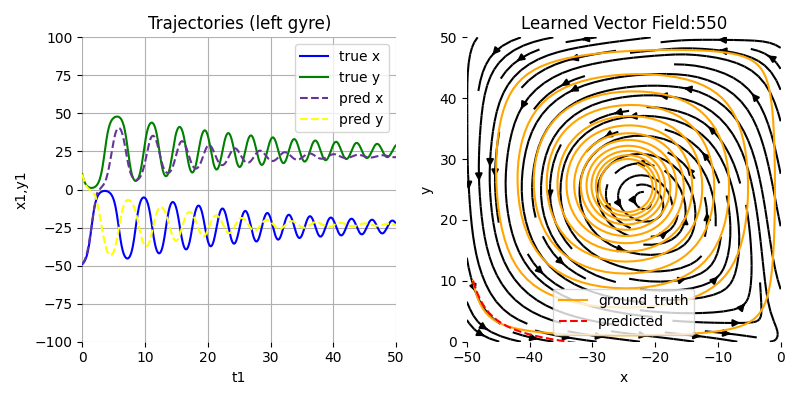 Trajectories (left gyre)
100
75
50
25
0
−25
−50
−75
−100
x1,y1
true x
true y
pred x
pred y
0
10
20
30
40
50
t1
Learned Vector Field:550
50
40
30
20
10
0
y
ground_truth
predicted
−50
−40
−30
−20
−10
0
x